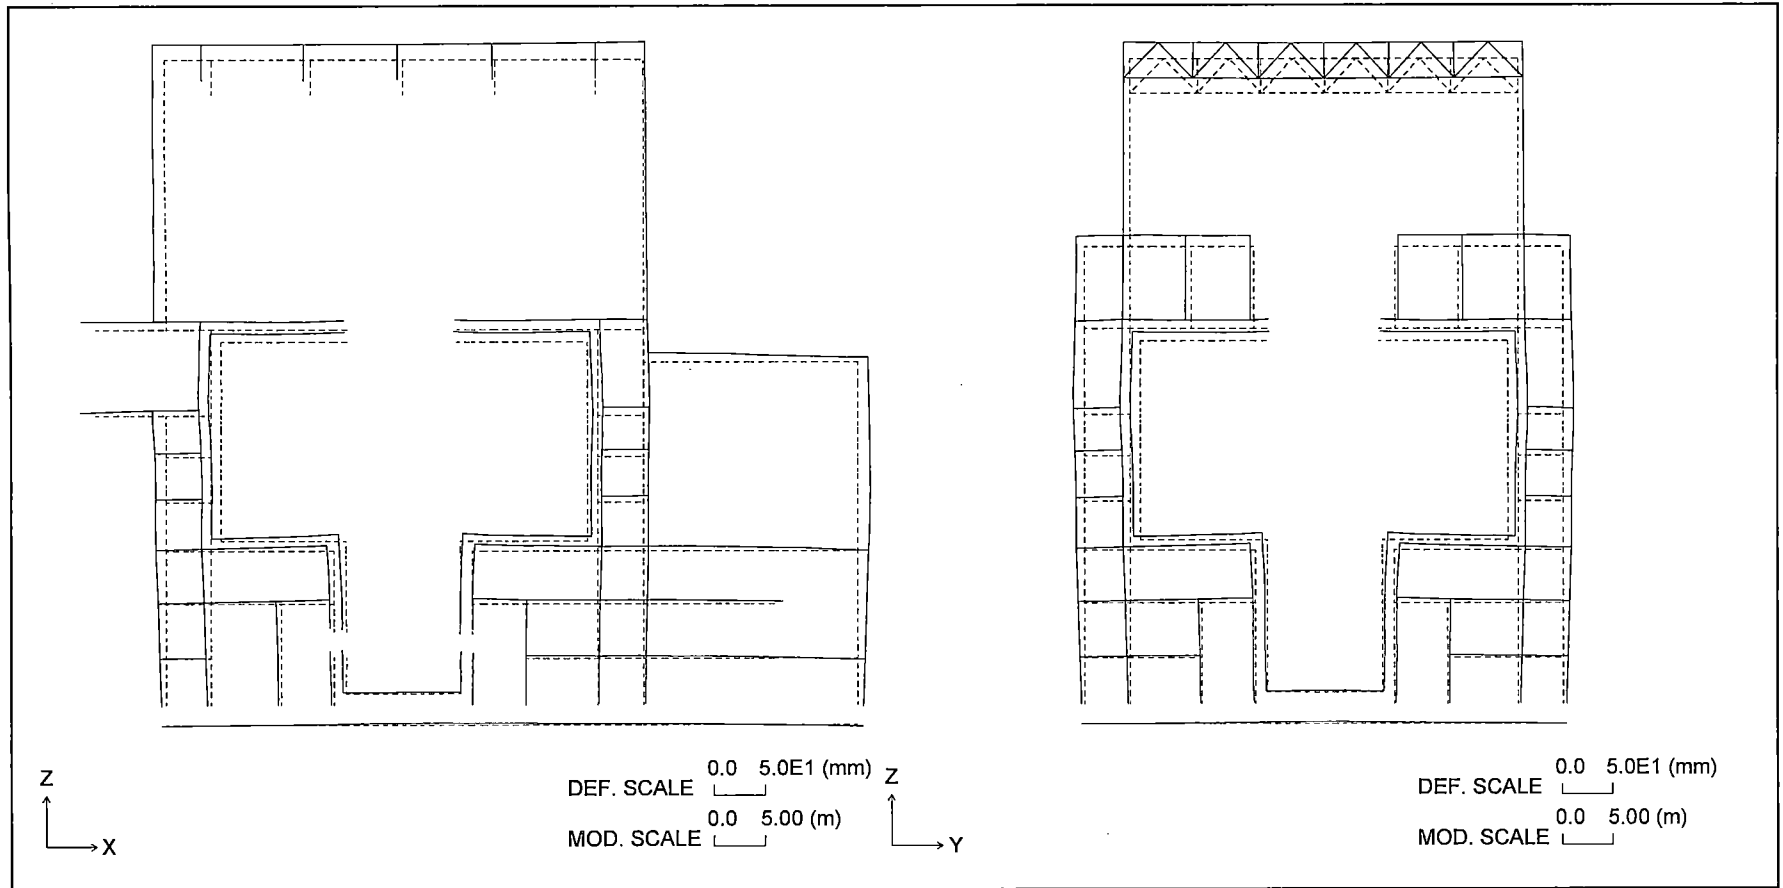 Z
X
0.0 5.0E1 (mm)
DEF. SCALE
0.0 5.00 (m)
MOD. SCALE
Z
Y
0.0 5.0E1 (mm)
DEF. SCALE
0.0 5.00 (m)
MOD. SCALE